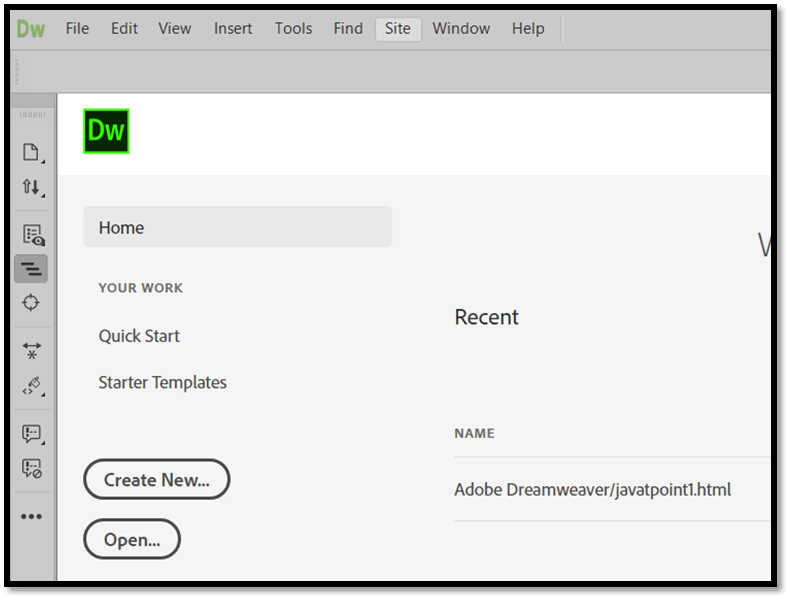 Dw File Edit View Insert Tools Find Site Window Help
Dw
Home
YOUR WORK
Quick Start
Starter Templates
Create New...
Open...
Recent
NAME
Adobe Dreamweaver/javatpoint1.html